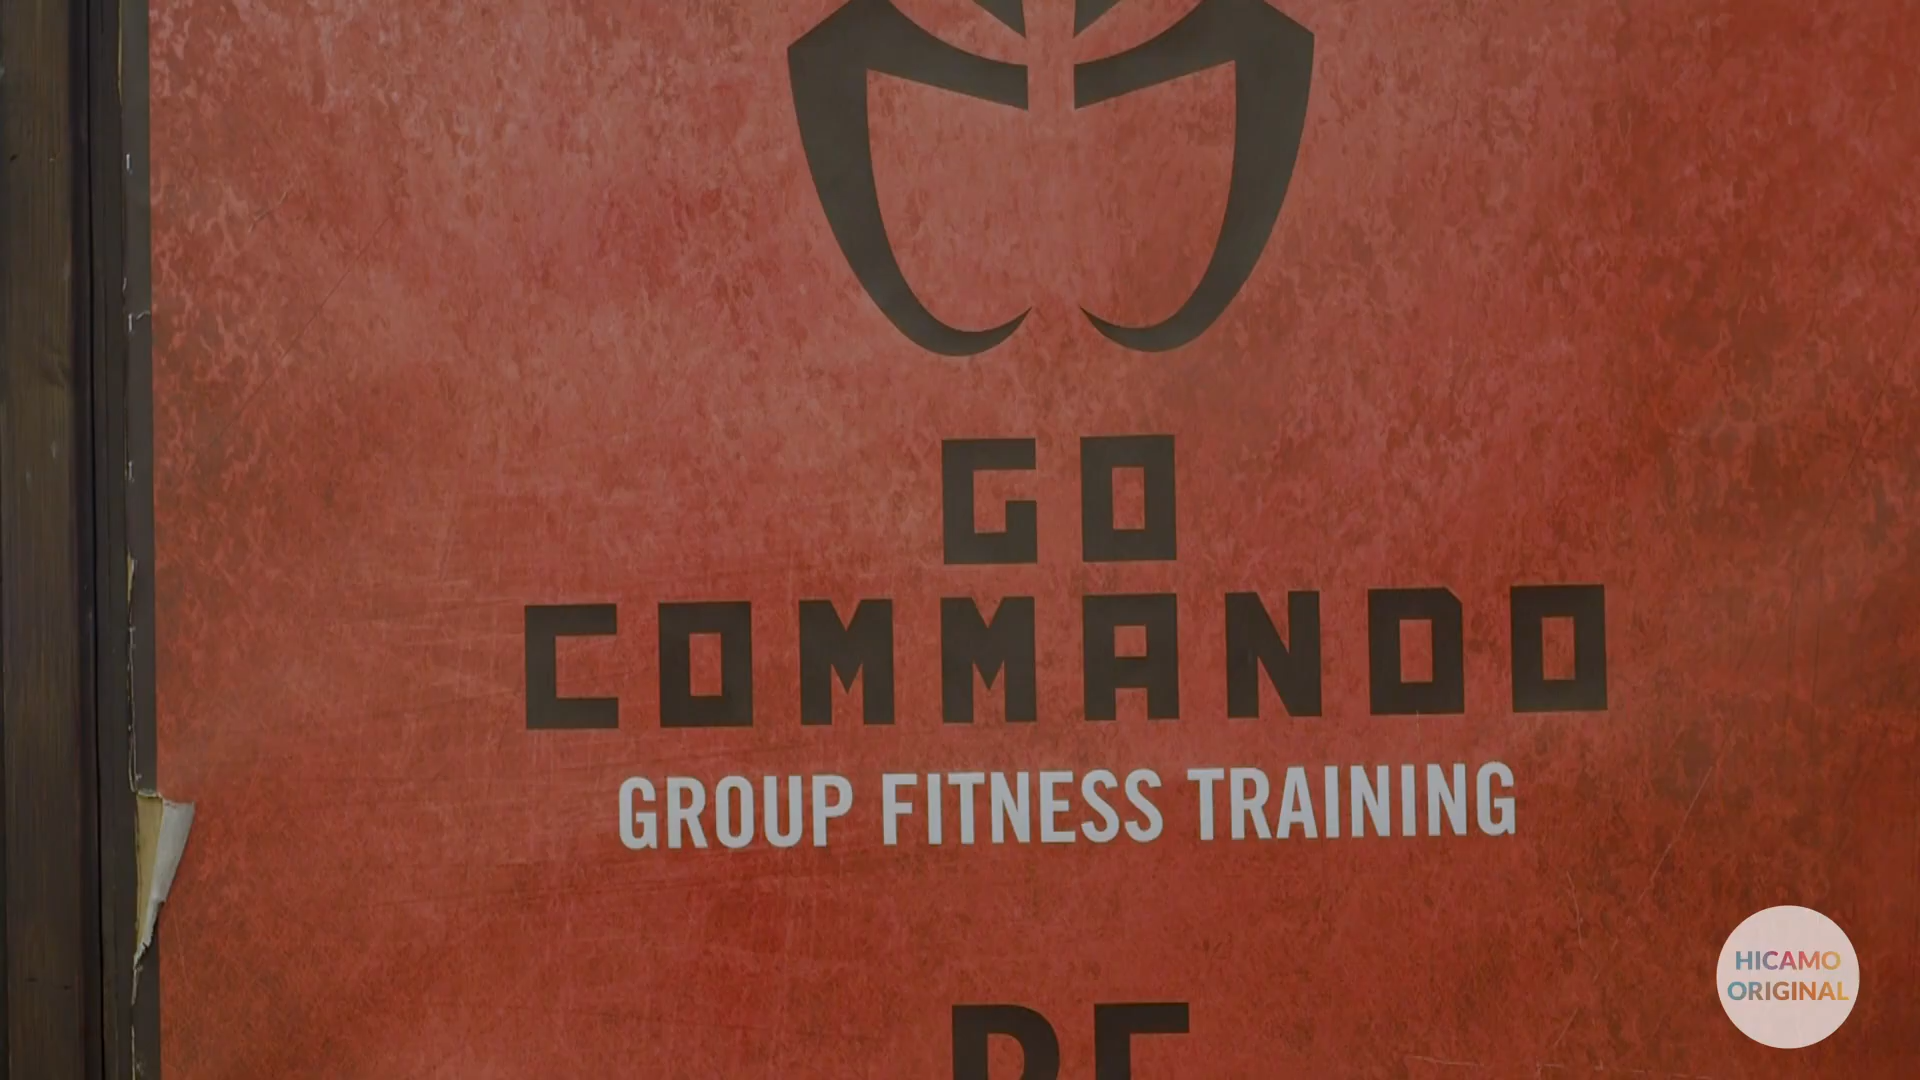 GO
COMMANDO
GROUP FITNESS TRAINING
HICAMO
ORIGINAL